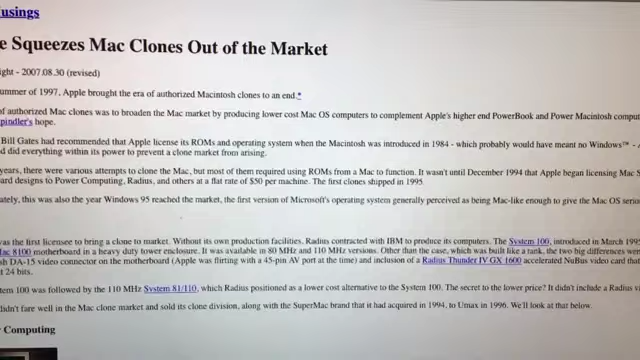 usings
e Squeezes Mac Clones Out of the Market
ight - 2007.08.30 (revised)
ummer of 1997, Apple brought the era of authorized Macintosh clones to an end.*
of authorized Mac clones was to broaden the Mac market by producing lower cost Mac OS computers to complement Apple's higher end PowerBook and Power Macintosh comput
pindler's hope.
Bill Gates had recommended that Apple license its ROMs and operating system when the Macintosh was introduced in 1984 - which probably would have meant no Windows™ -
d did everything within its power to prevent a clone market from arising.
years, there were various attempts to clone the Mac, but most of them required using ROMs from a Mac to function. It wasn't until December 1994 that Apple began licensing Mac
ard designs to Power Computing, Radius, and others at a flat rate of $50 per machine. The first clones shipped in 1995.
ately, this was also the year Windows 95 reached the market, the first version of Microsoft's operating system generally perceived as being Mac-like enough to give the Mac OS serio
was the first licensee to bring a clone to market. Without its own production facilities, Radius contracted with IBM to produce its computers. The System 100, introduced in March 1995
ac 8100 motherboard in a heavy duty tower enclosure. It was available in 80 MHz and 110 MHz versions. Other than the case, which was built like a tank, the two big differences wer
sh DA-15 video connector on the motherboard (Apple was flirting with a 45-pin AV port at the time) and inclusion of a Radius Thunder IV GX 1600 accelerated NuBus video card that
t 24 bits.
tem 100 was followed by the 110 MHz System 81/110, which Radius positioned as a lower cost alternative to the System 100. The secret to the lower price? It didn't include a Radius vi
didn't fare well in the Mac clone market and sold its clone division, along with the SuperMac brand that it had acquired in 1994, to Umax in 1996. We'll look at that below.
Computing